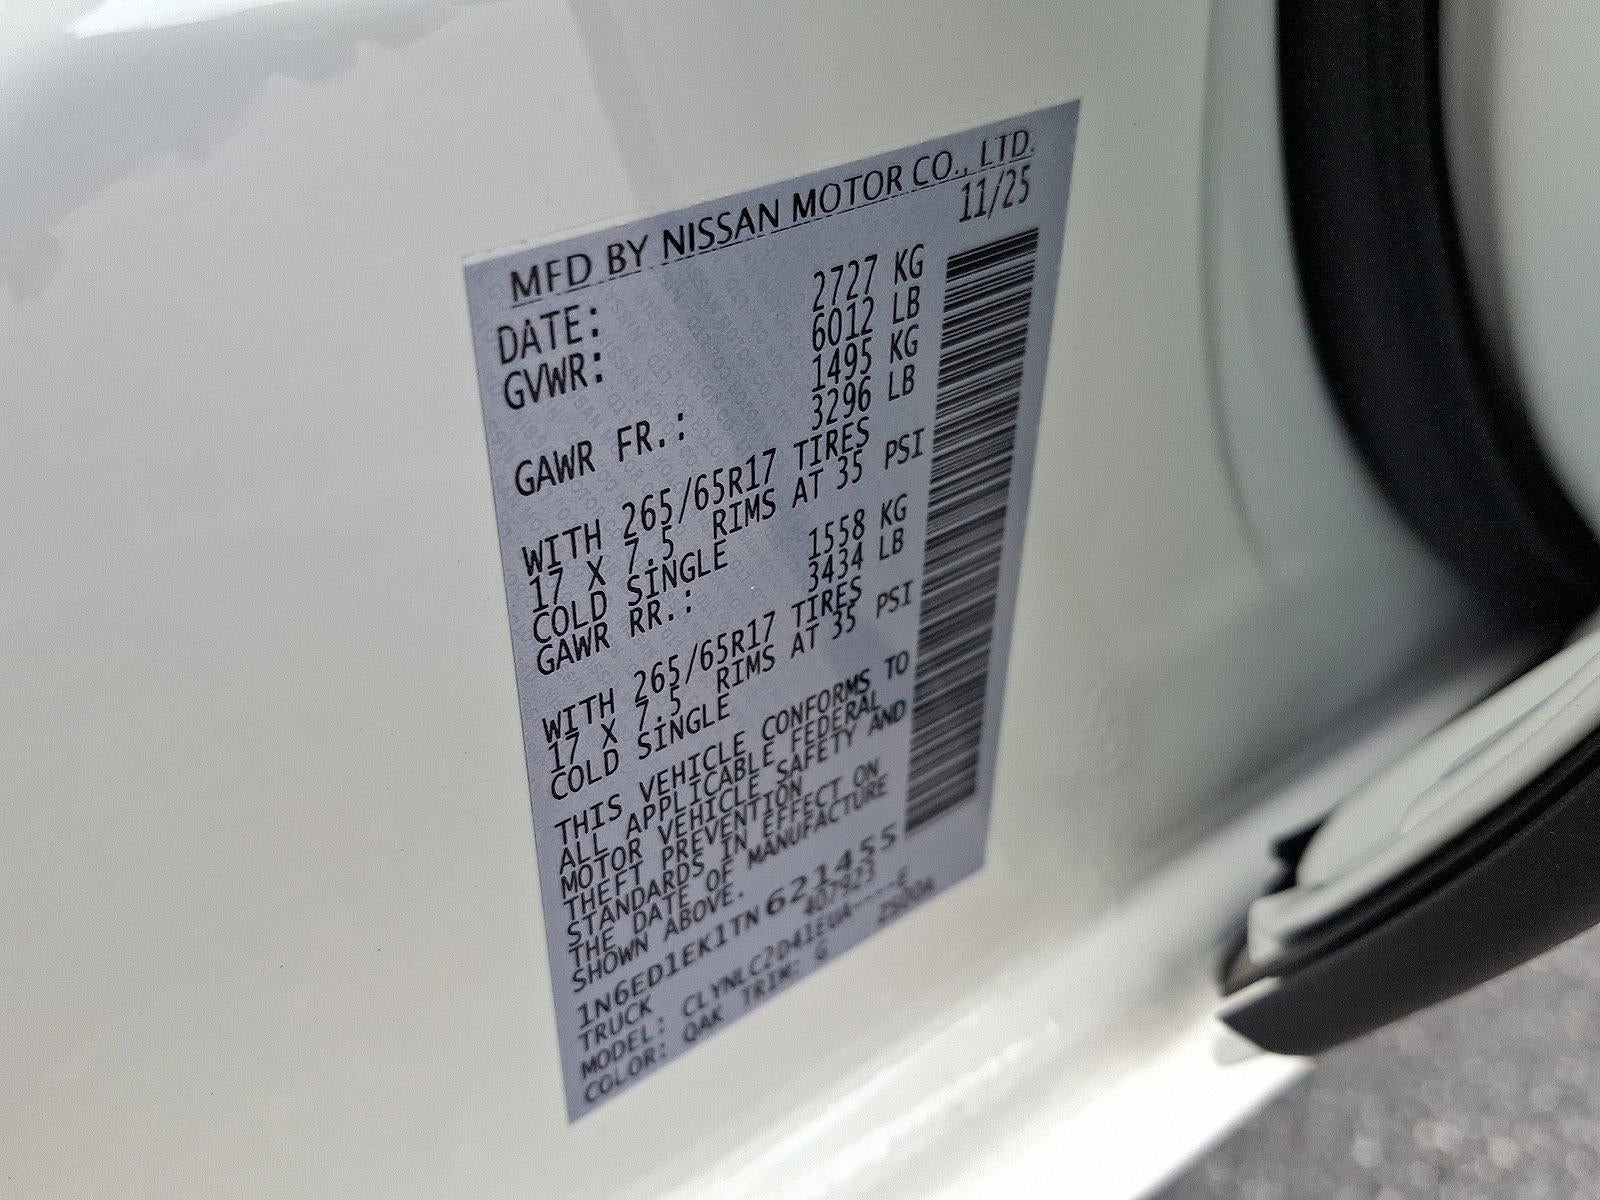 MFD BY NISSAN MOTOR CO., LTD.
DATE: 11/25
GVWR: 2727 KG
6012 LB
GAWR FR.: 1495 KG
3296 LB
WITH 265/65R17 TIRES
17 X 7.5 RIMS AT 35 PSI
COLD SINGLE
GAWR RR.: 1558 KG
3434 LB
WITH 265/65R17 TIRES
17 X 7.5 RIMS AT 35 PSI
COLD SINGLE
THIS VEHICLE CONFORMS TO
ALL APPLICABLE FEDERAL
MOTOR VEHICLE SAFETY AND
THEFT PREVENTION
STANDARDS IN EFFECT ON
THE DATE OF MANUFACTURE
SHOWN ABOVE.
1N6ED1EK1TN621455
TRUCK 407923
MODEL: CLYNLC2D41EUA----E
COLOR: QAK TRIM: G